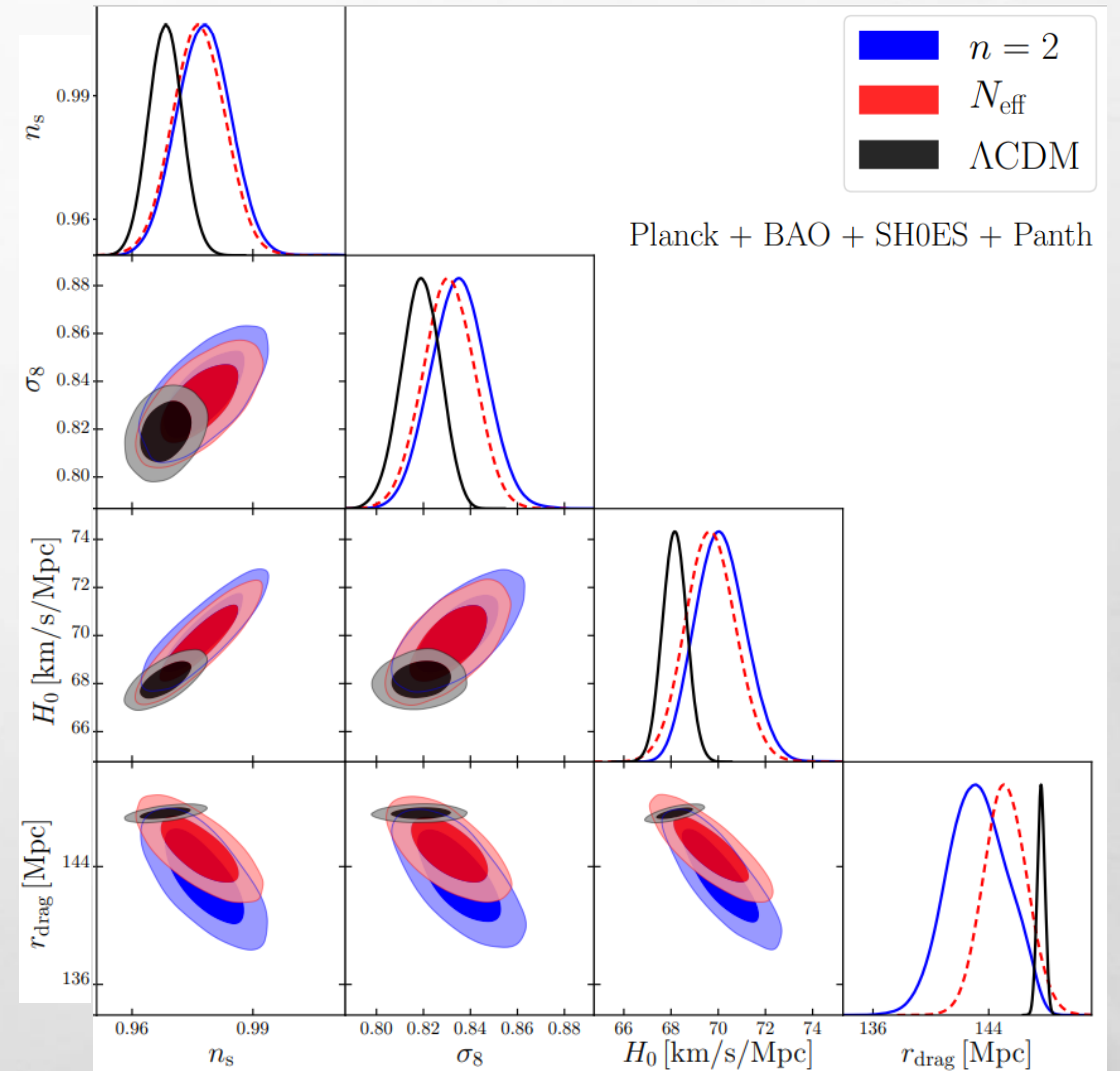 n = 2
N_eff
ΛCDM
Planck + BAO + SH0ES + Panth
n_s
0.99
0.96
σ_8
0.88
0.86
0.84
0.82
0.80
H_0 [km/s/Mpc]
74
72
70
68
66
r_drag [Mpc]
144
136
0.96 0.99 0.80 0.82 0.84 0.86 0.88 66 68 70 72 74 136 144
n_s σ_8 H_0 [km/s/Mpc] r_drag [Mpc]